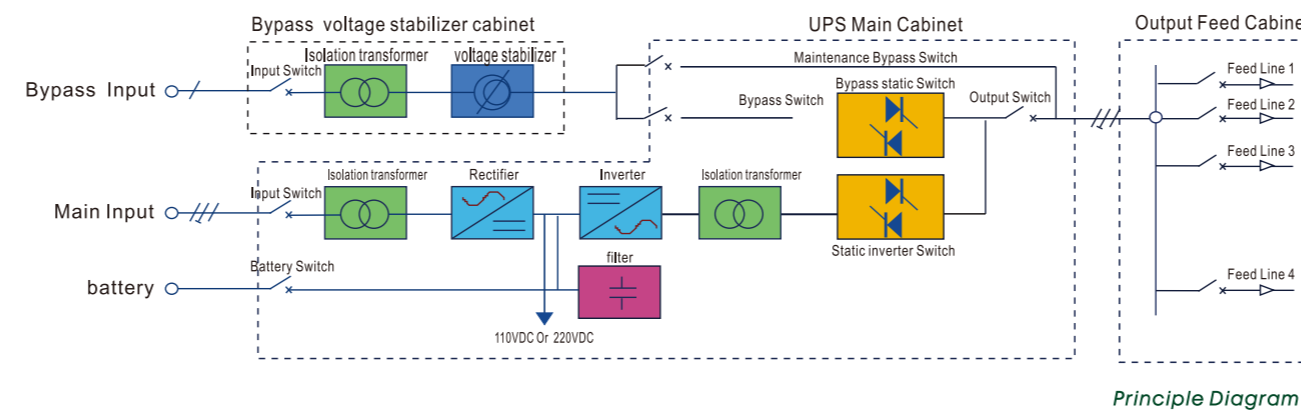 Bypass voltage stabilizer cabinet
UPS Main Cabinet
Output Feed Cabine
Isolation transformer
voltage stabilizer
Input Switch
Bypass Input
Maintenance Bypass Switch
Bypass static Switch
Bypass Switch
Output Switch
Feed Line 1
Feed Line 2
Feed Line 3
Feed Line 4
Main Input
Input Switch
Isolation transformer
Rectifier
Inverter
Isolation transformer
Static inverter Switch
battery
Battery Switch
filter
110VDC Or 220VDC
Principle Diagram